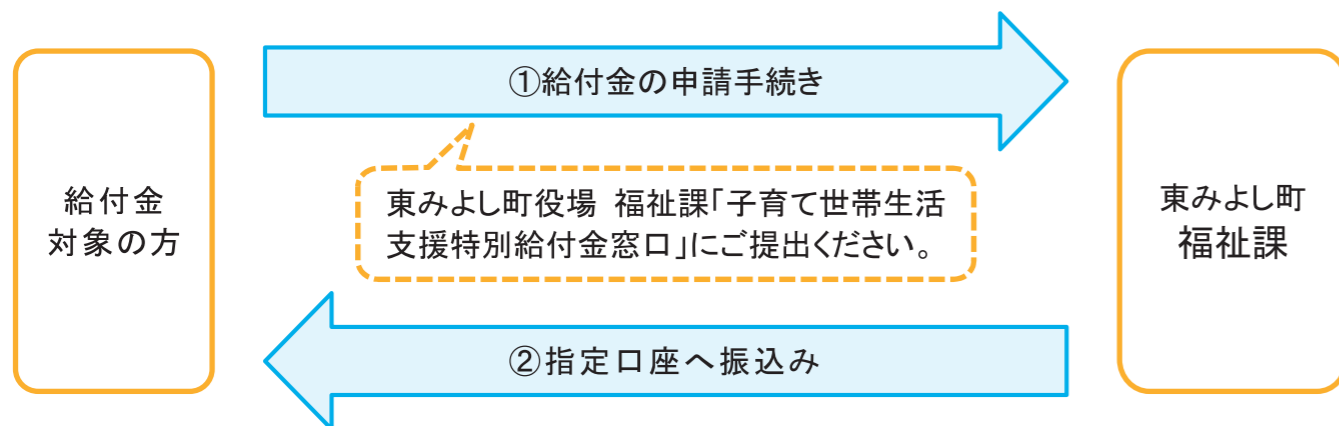 給付金
対象の方
①給付金の申請手続き
東みよし町役場 福祉課「子育て世帯生活
支援特別給付金窓口」にご提出ください。
②指定口座へ振込み
東みよし町
福祉課